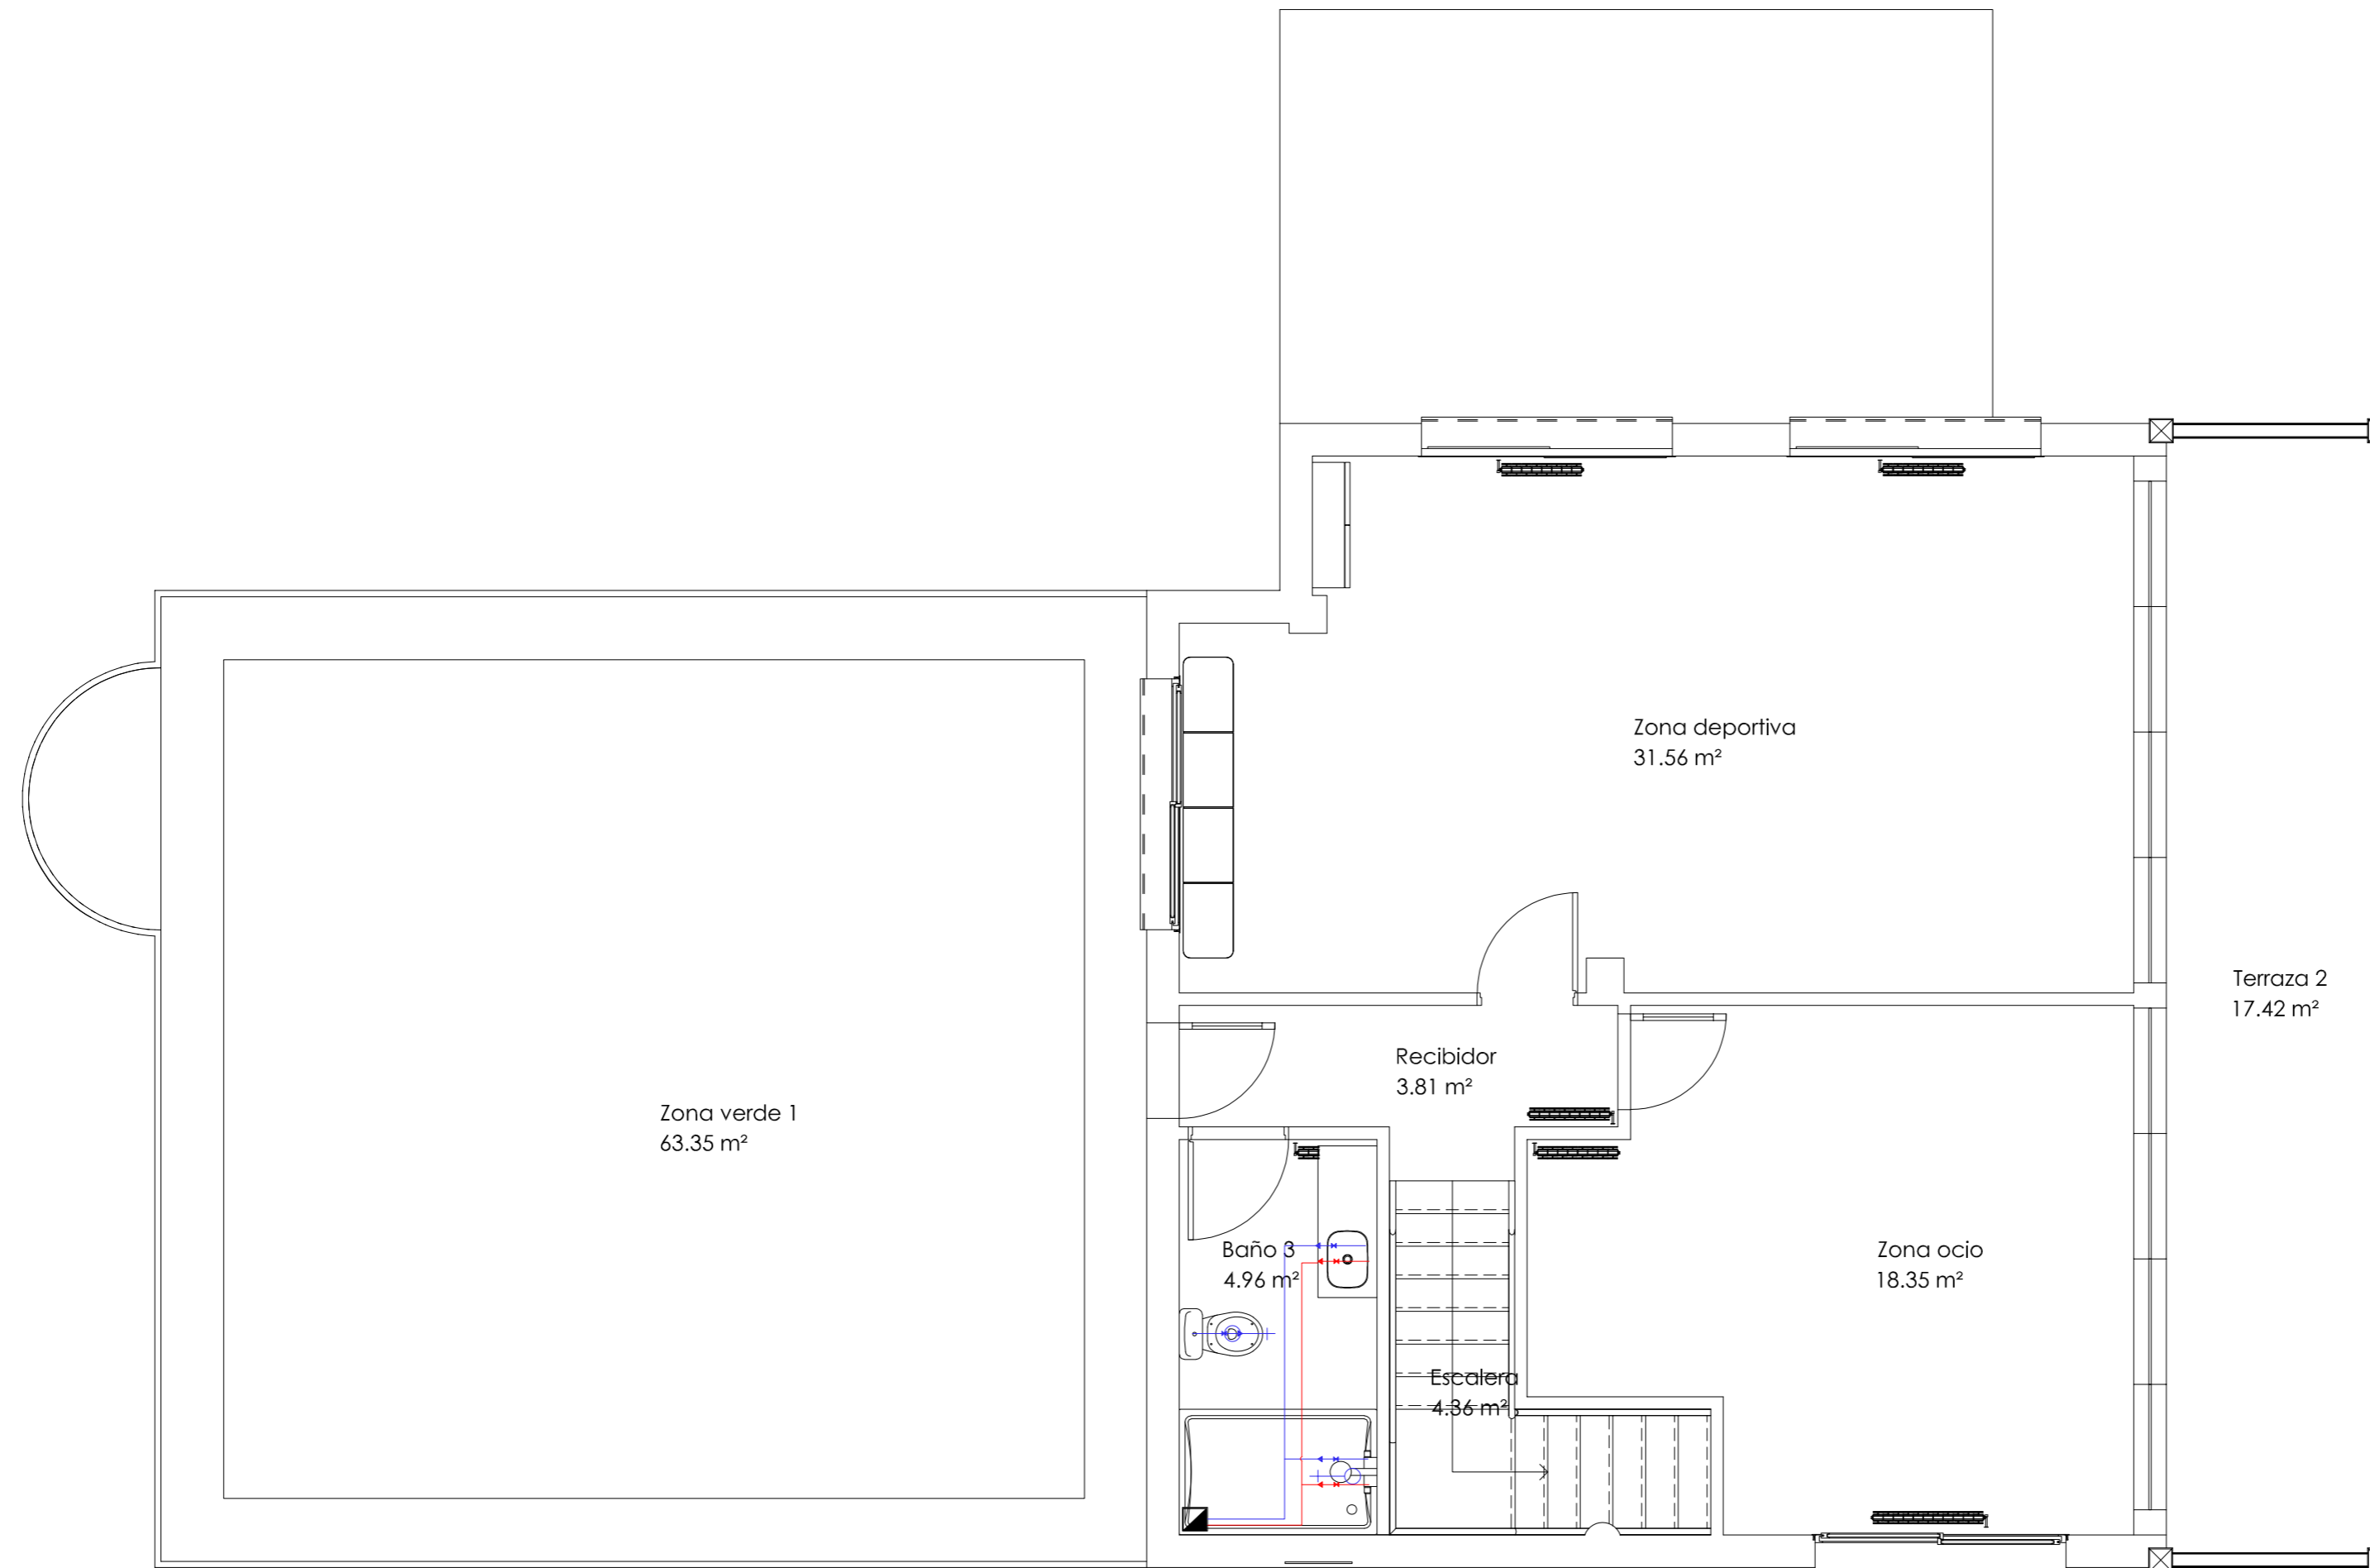 Zona deportiva
31.56 m²
Terraza 2
17.42 m²
Recibidor
3.81 m²
Zona verde 1
63.35 m²
Baño 3
4.96 m²
Zona ocio
18.35 m²
Escalera
4.36 m²